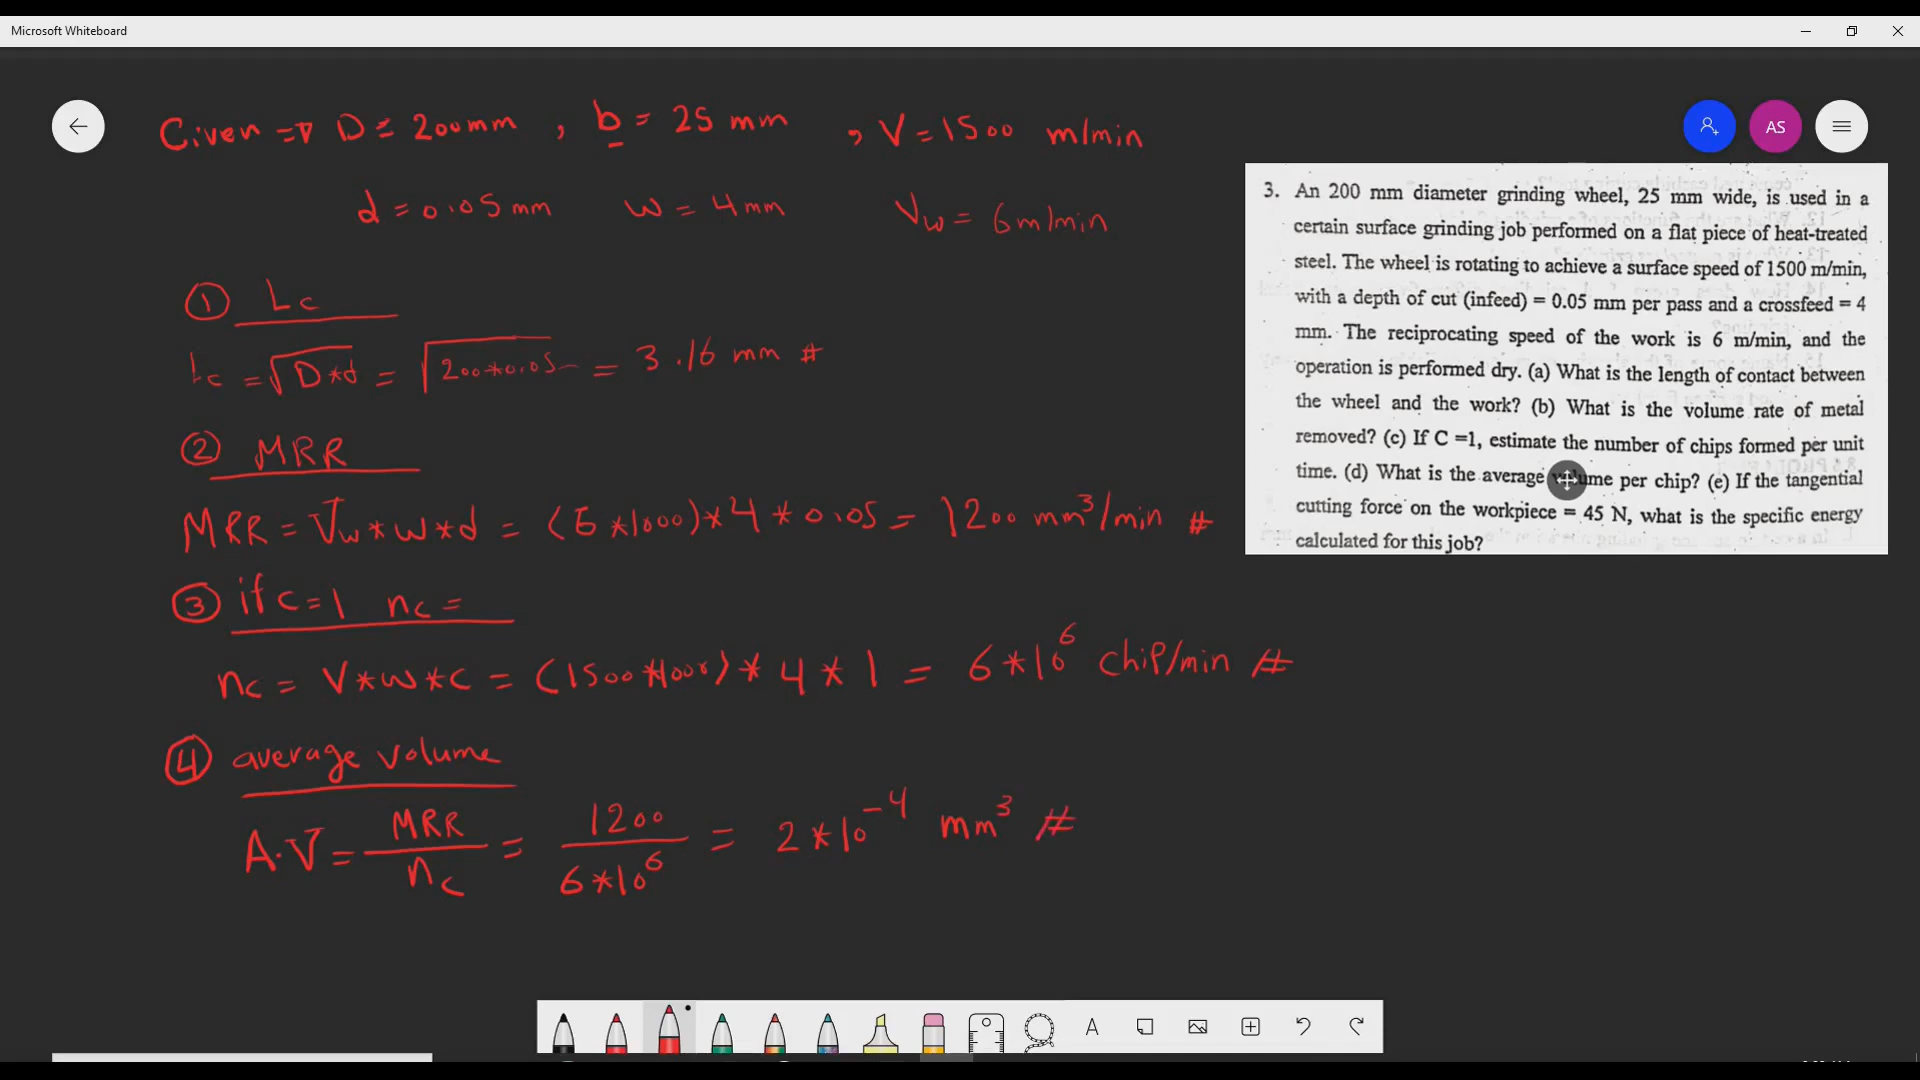 Microsoft Whiteboard
Given => D = 200 mm , b = 25 mm , V = 1500 m/min
AS
d = 0.05 mm w = 4 mm Vw = 6 m/min
① Lc
Lc = √D*d = √200*0.05 = 3.16 mm #
② MRR
MRR = Vw*w*d = (6*1000)*4*0.05 = 1200 mm³/min #
③ if c=1 nc =
nc = V*w*c = (1500*1000)*4*1 = 6*10⁶ chip/min #
④ average volume
A.V = MRR/nc = 1200/6*10⁶ = 2*10⁻⁴ mm³ #
3. An 200 mm diameter grinding wheel, 25 mm wide, is used in a
certain surface grinding job performed on a flat piece of heat-treated
steel. The wheel is rotating to achieve a surface speed of 1500 m/min,
with a depth of cut (infeed) = 0.05 mm per pass and a crossfeed = 4
mm. The reciprocating speed of the work is 6 m/min, and the
operation is performed dry. (a) What is the length of contact between
the wheel and the work? (b) What is the volume rate of metal
removed? (c) If C =1, estimate the number of chips formed per unit
time. (d) What is the average volume per chip? (e) If the tangential
cutting force on the workpiece = 45 N, what is the specific energy
calculated for this job?
A